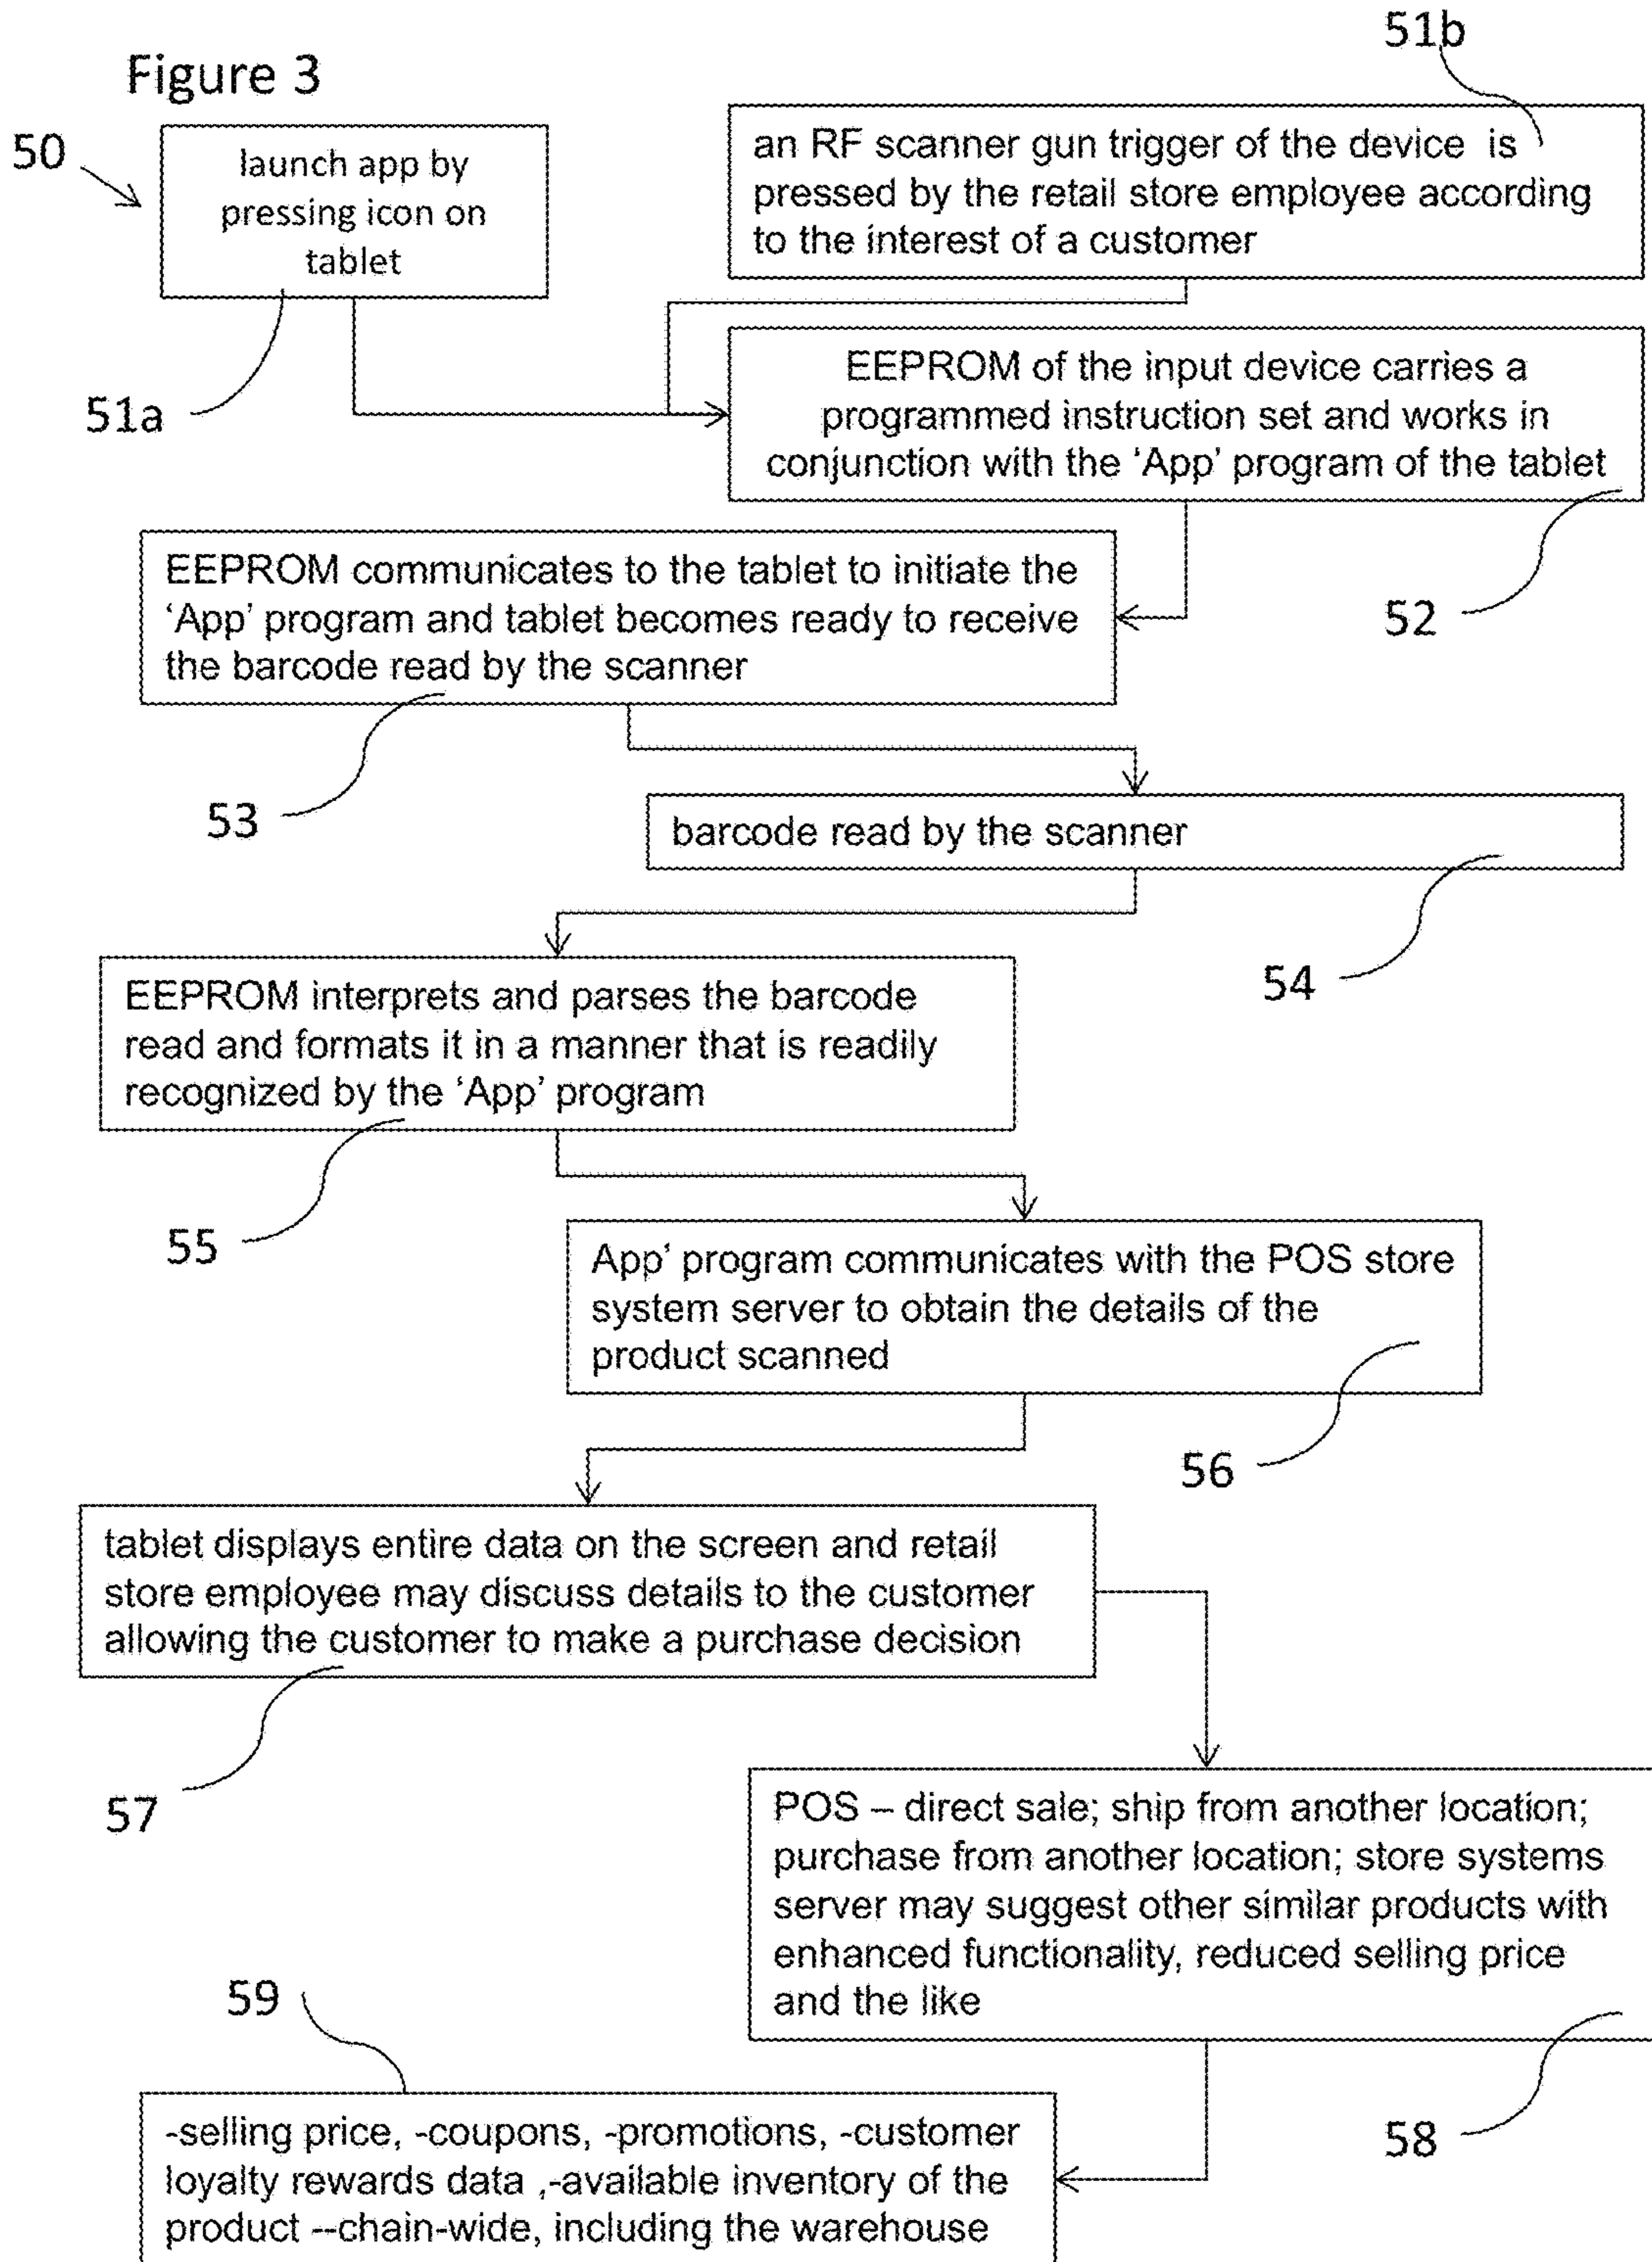 Figure 3
50
launch app by
pressing icon on
tablet
51a
51b
an RF scanner gun trigger of the device is
pressed by the retail store employee according
to the interest of a customer
EEPROM of the input device carries a
programmed instruction set and works in
conjunction with the ‘App’ program of the tablet
52
EEPROM communicates to the tablet to initiate the
‘App’ program and tablet becomes ready to receive
the barcode read by the scanner
53
barcode read by the scanner
54
EEPROM interprets and parses the barcode
read and formats it in a manner that is readily
recognized by the ‘App’ program
55
App’ program communicates with the POS store
system server to obtain the details of the
product scanned
56
tablet displays entire data on the screen and retail
store employee may discuss details to the customer
allowing the customer to make a purchase decision
57
POS – direct sale; ship from another location;
purchase from another location; store systems
server may suggest other similar products with
enhanced functionality, reduced selling price
and the like
58
59
-selling price, -coupons, -promotions, -customer
loyalty rewards data ,-available inventory of the
product --chain-wide, including the warehouse